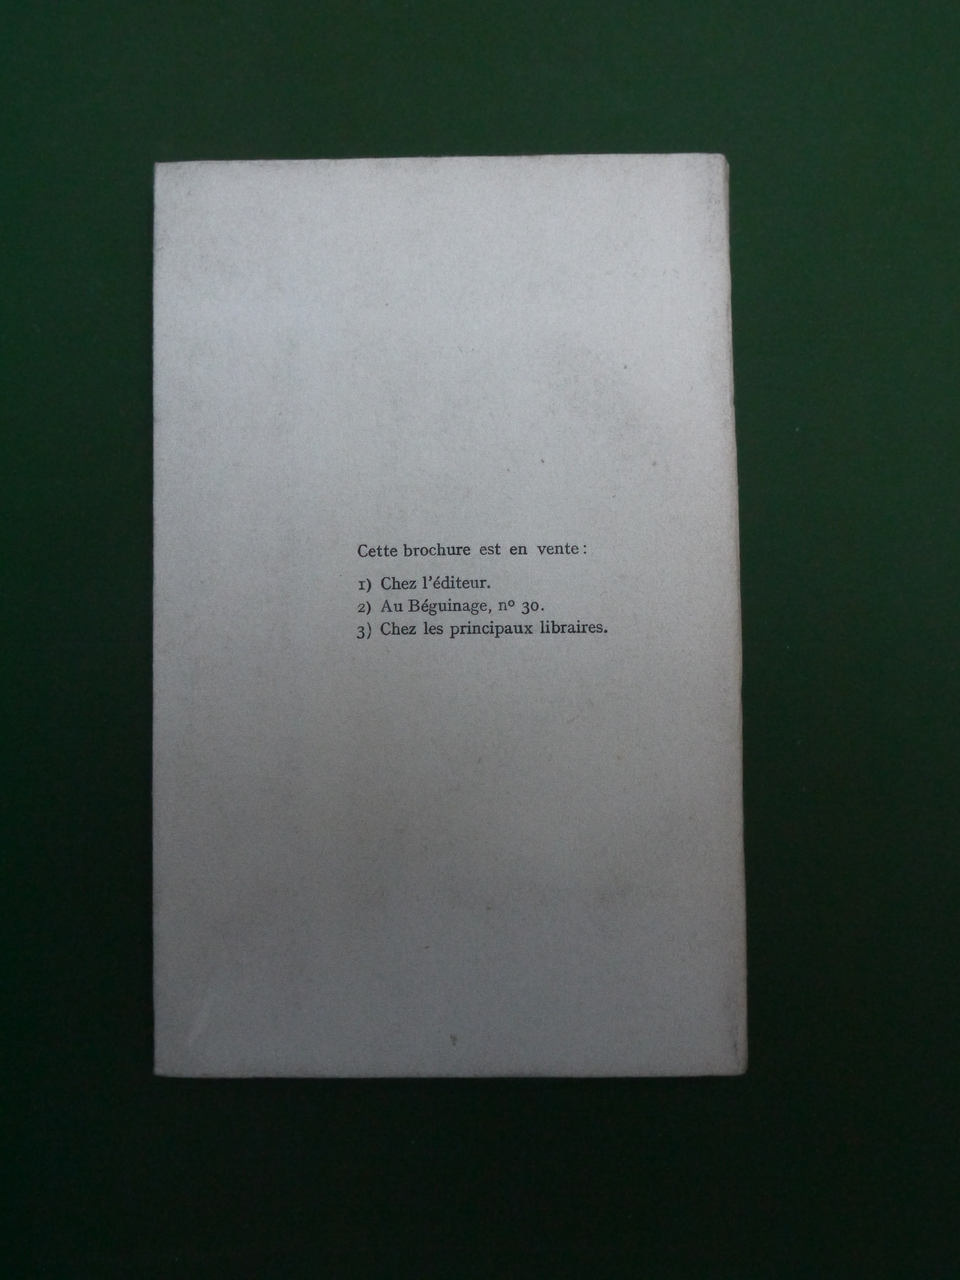 Cette brochure est en vente :
1) Chez l'éditeur.
2) Au Béguinage, nº 30.
3) Chez les principaux libraires.